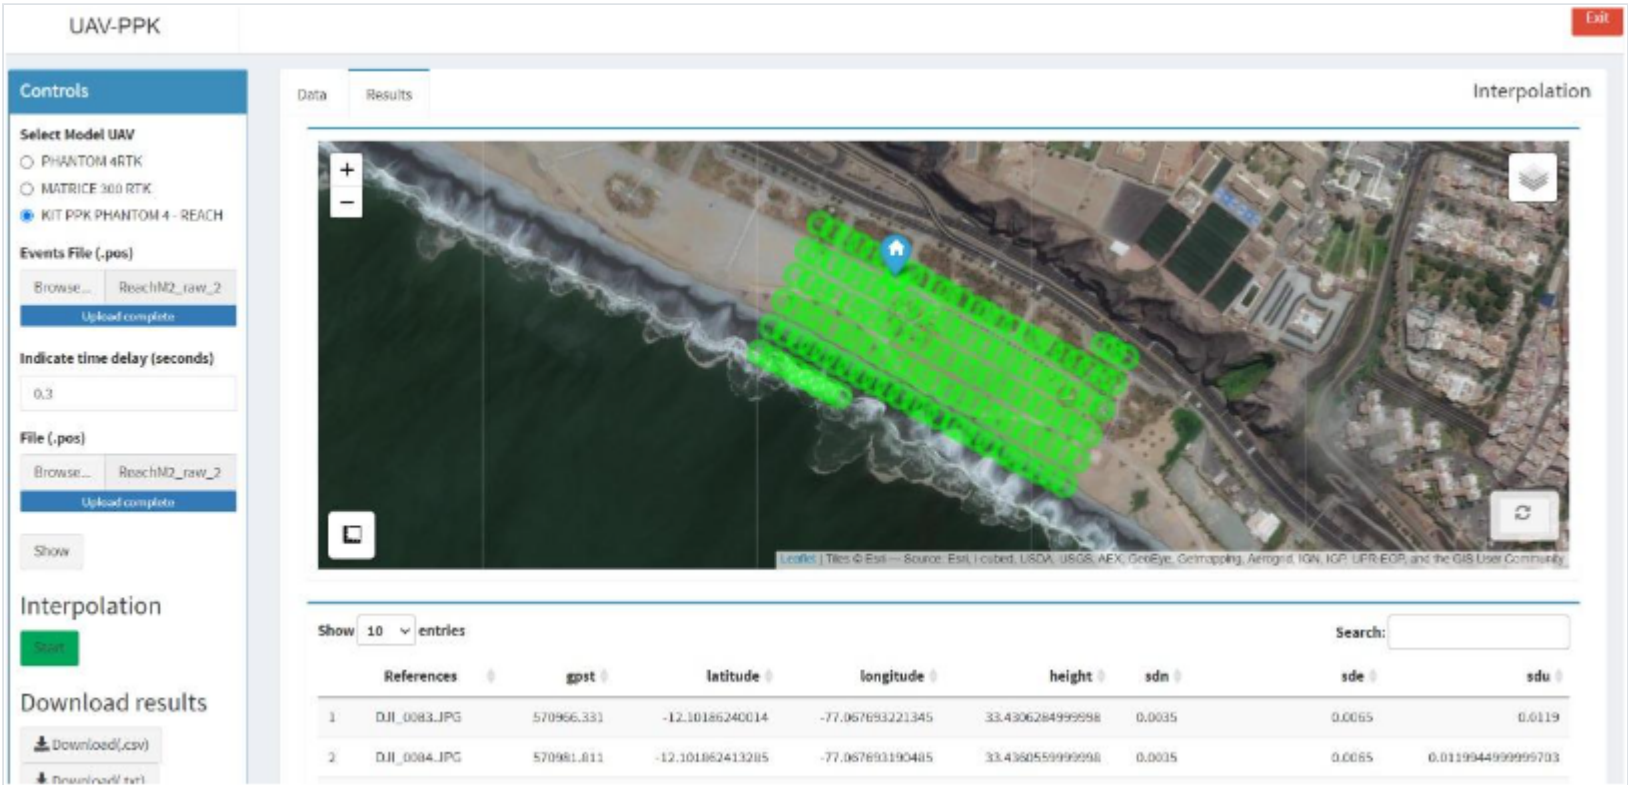 UAV-PPK
Exit
Controls
Select Model UAV
PHANTOM 4RTK
MATRICE 300 RTK
KIT PPK PHANTOM 4 - REACH
Events File (.pos)
Browse... ReachM2_raw_2
Upload complete
Indicate time delay (seconds)
0.3
File (.pos)
Browse... ReachM2_raw_2
Upload complete
Show
Interpolation
Start
Download results
Download(.csv)
Download(.txt)
Data Results Interpolation
+
−
Leaflet | Tiles © Esri — Source: Esri, i-cubed, USDA, USGS, AEX, GeoEye, Getmapping, Aerogrid, IGN, IGP, UPR-EGP, and the GIS User Community
Show 10 entries Search:
References gpst latitude longitude height sdn sde sdu
1 DJI_0083.JPG 570966.331 -12.10186240014 -77.067693221345 33.4306284999998 0.0035 0.0065 0.0119
2 DJI_0084.JPG 570981.811 -12.101862413285 -77.067693190485 33.4360559999998 0.0035 0.0065 0.0119944999999703